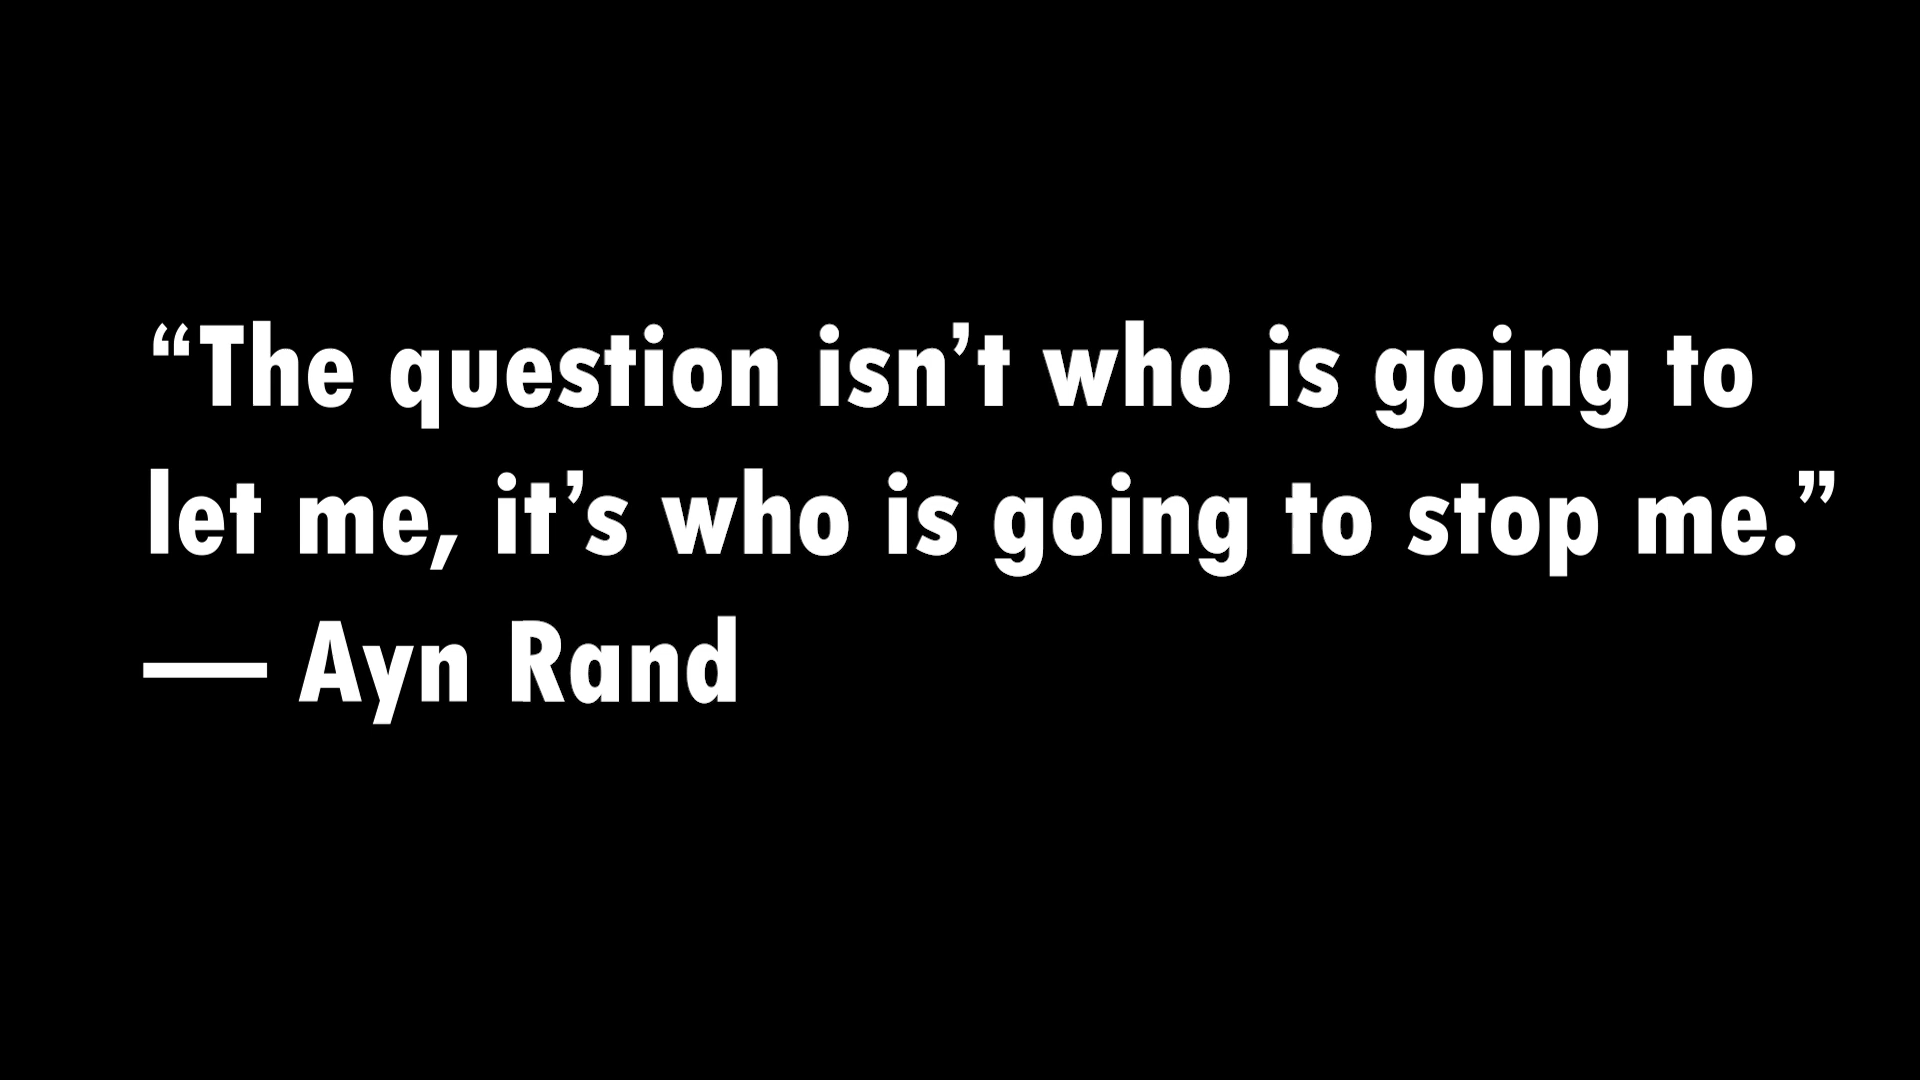 “The question isn’t who is going to
let me, it’s who is going to stop me.”
— Ayn Rand